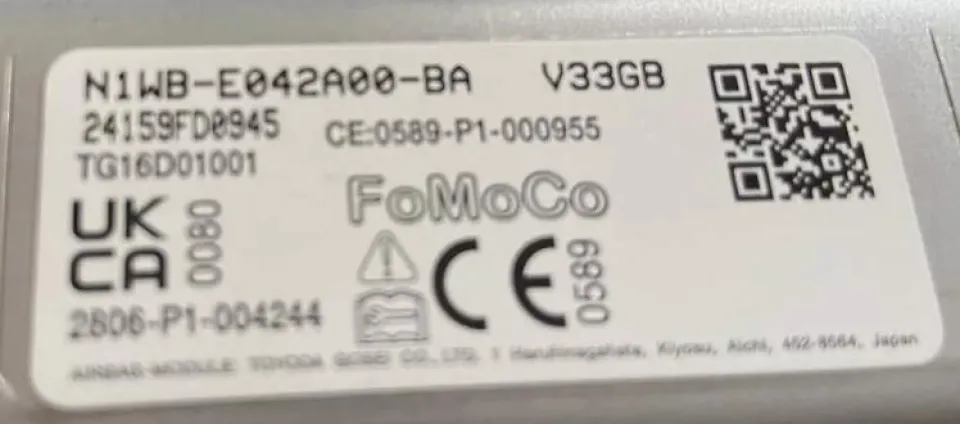 N1WB-E042A00-BA V33GB
24159FD0945 CE:0589-P1-000955
TG16D01001
FoMoCo
UK
CA 0080
CE 0589
2806-P1-004244
AIRBAG-MODULE: TOYODA GOSEI CO., LTD. 1 Haruhinagahata, Kiyosu, Aichi, 452-8564, Japan